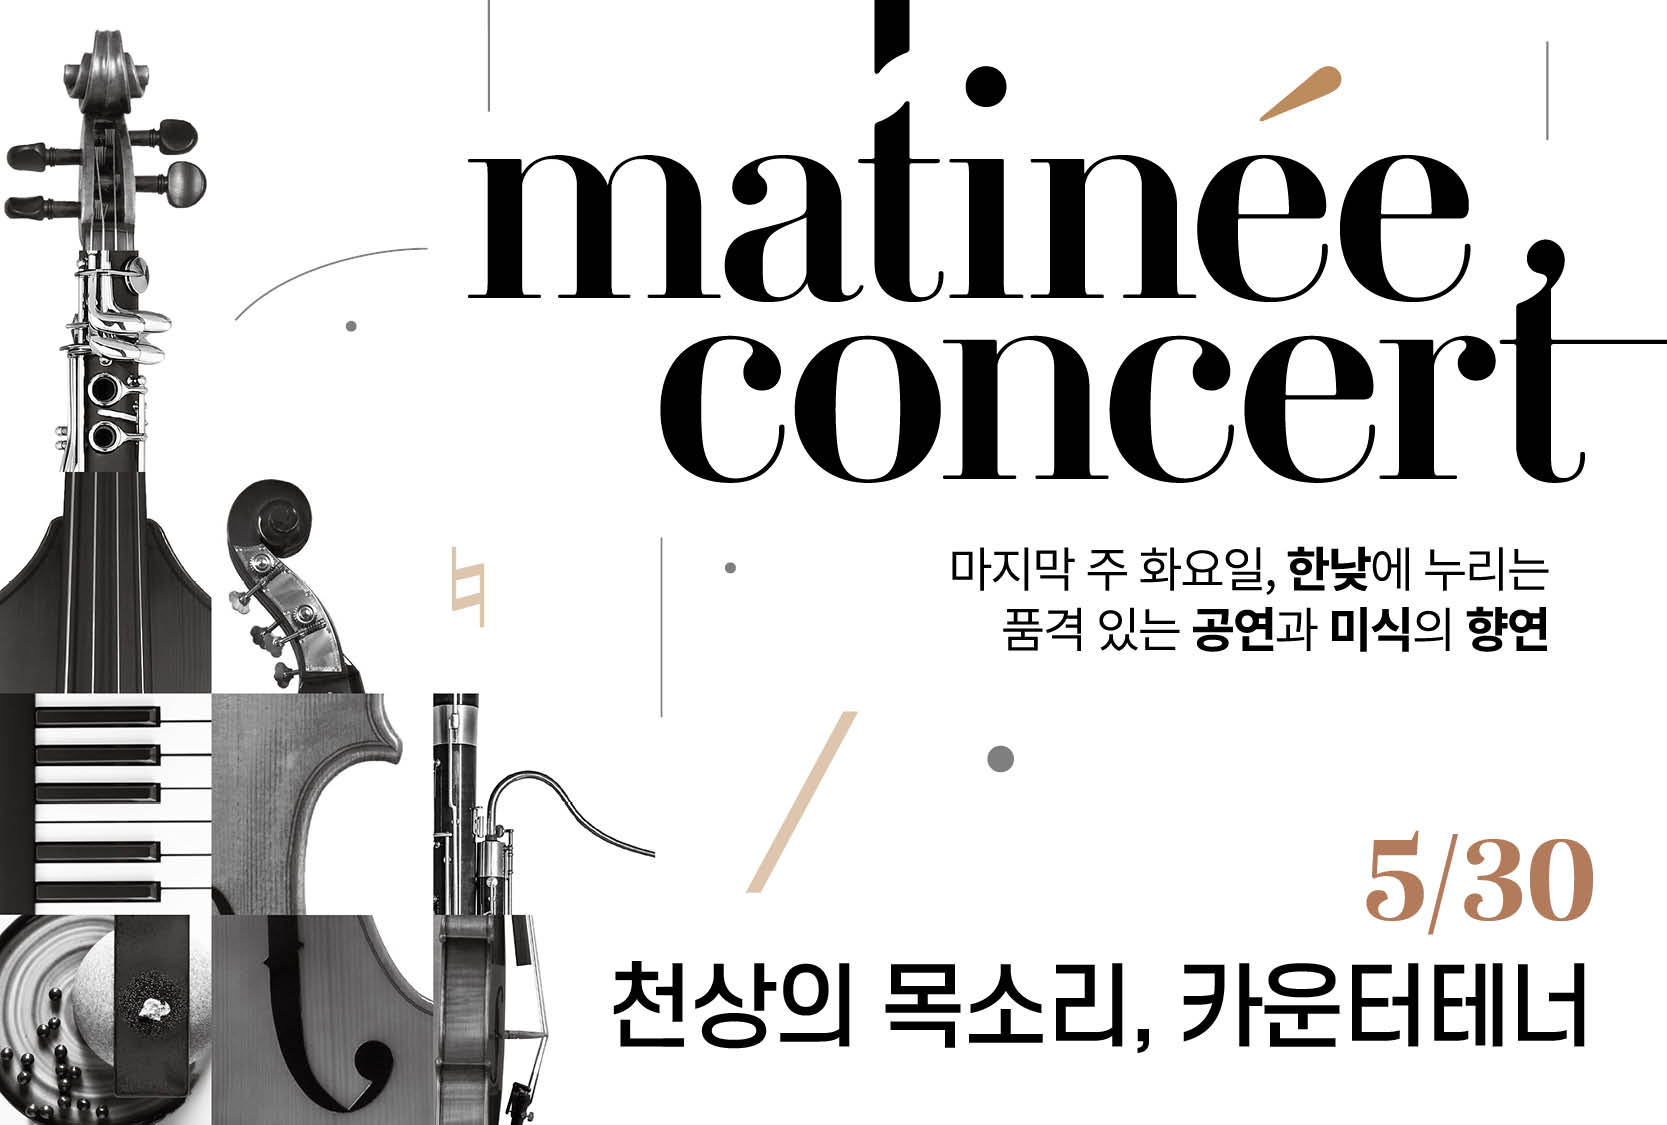 matinée
concert
마지막 주 화요일, 한낮에 누리는
품격 있는 공연과 미식의 향연
5/30
천상의 목소리, 카운터테너